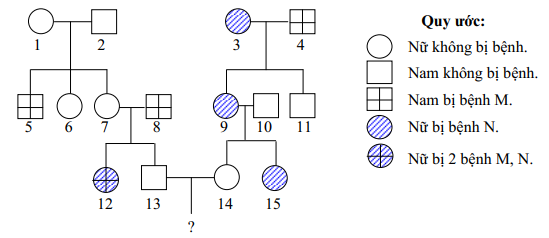 Quy ước:
1 2 3 4
Nữ không bị bệnh.
Nam không bị bệnh.
Nam bị bệnh M.
5 6 7 8 9 10 11
Nữ bị bệnh N.
Nữ bị 2 bệnh M, N.
12 13 14 15
?